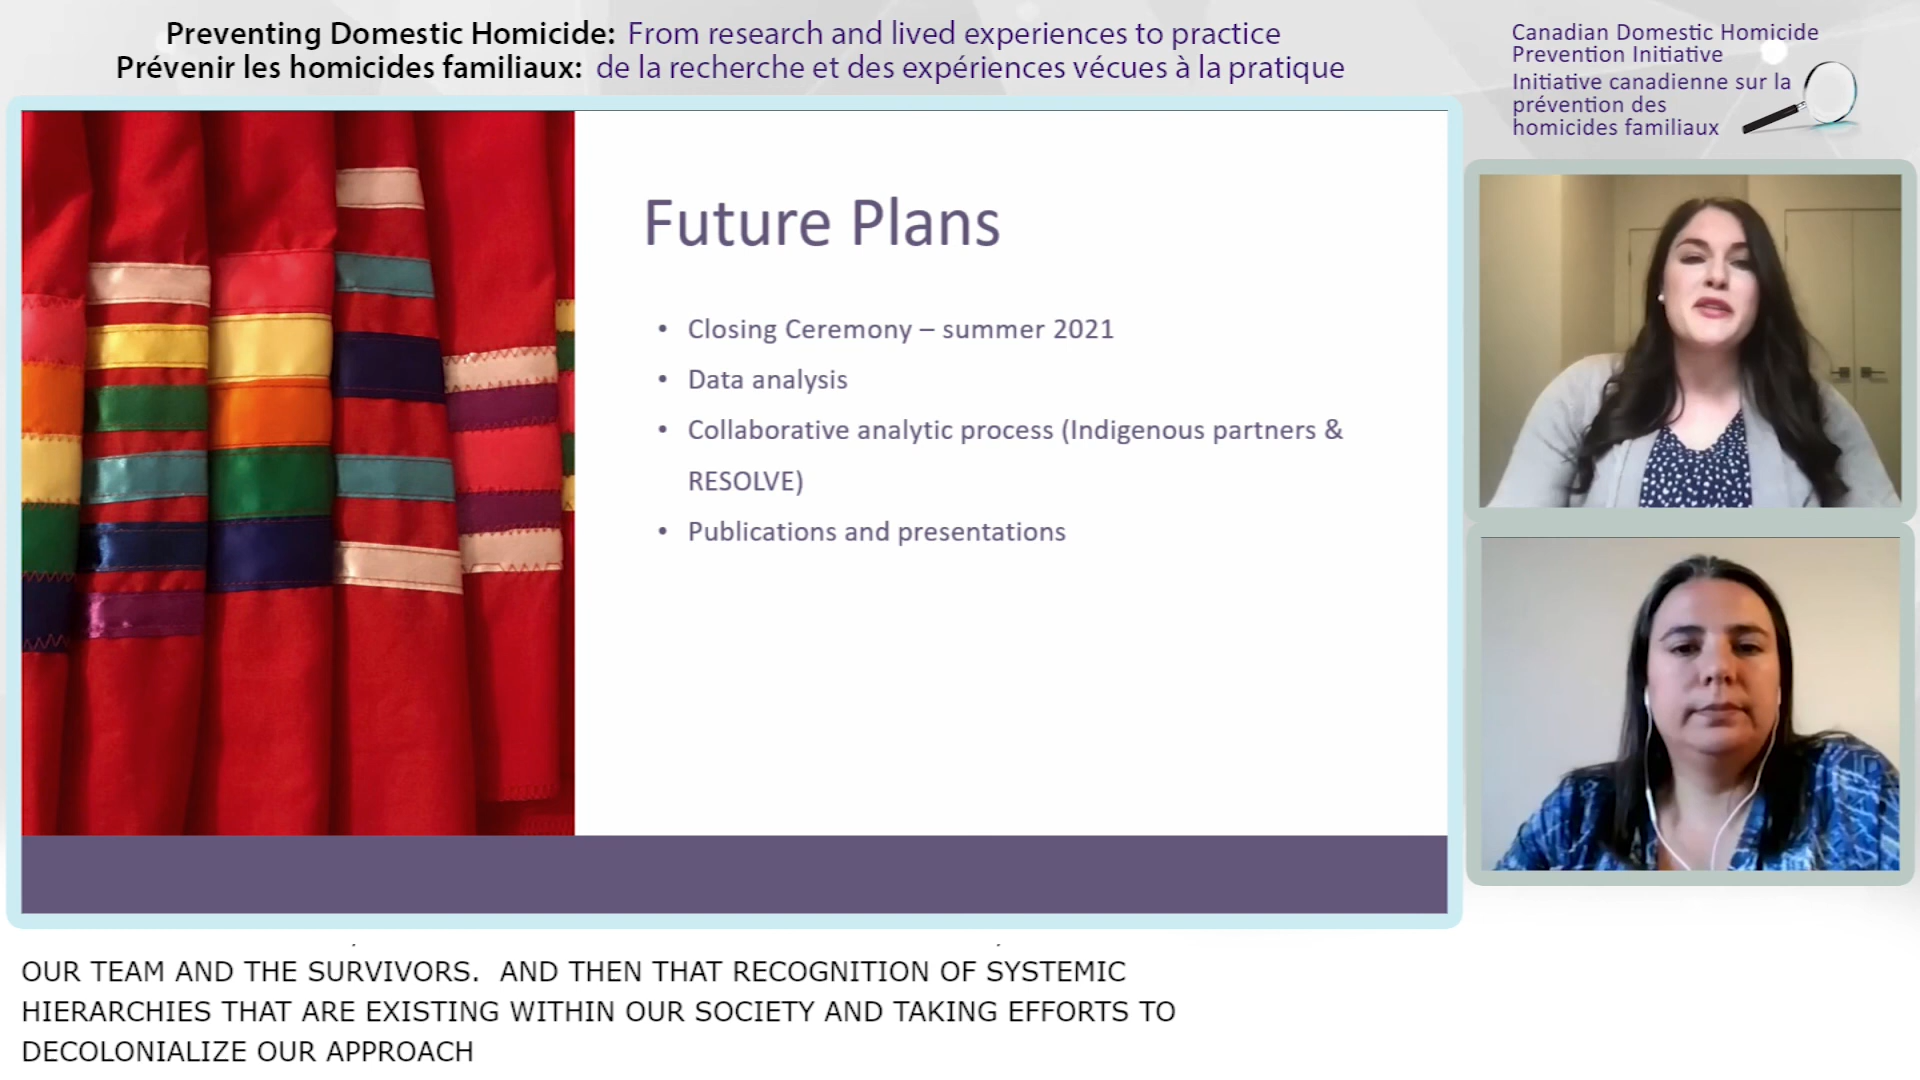 Preventing Domestic Homicide: From research and lived experiences to practice
Prévenir les homicides familiaux: de la recherche et des expériences vécues à la pratique
Canadian Domestic Homicide
Prevention Initiative
Initiative canadienne sur la
prévention des
homicides familiaux
Future Plans
• Closing Ceremony – summer 2021
• Data analysis
• Collaborative analytic process (Indigenous partners &
RESOLVE)
• Publications and presentations
OUR TEAM AND THE SURVIVORS.  AND THEN THAT RECOGNITION OF SYSTEMIC
HIERARCHIES THAT ARE EXISTING WITHIN OUR SOCIETY AND TAKING EFFORTS TO
DECOLONIALIZE OUR APPROACH